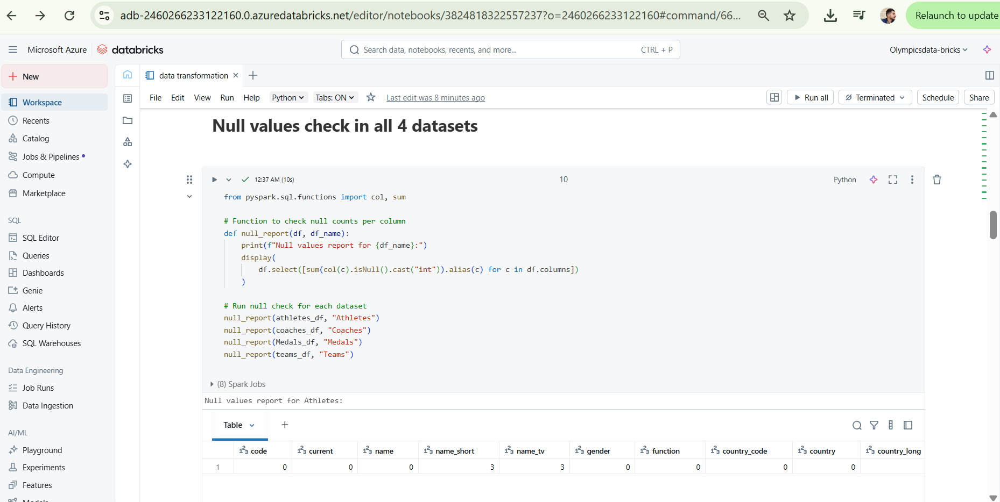 adb-2460266233122160.0.azuredatabricks.net/editor/notebooks/3824818322557237?o=2460266233122160#command/66...
Relaunch to update
Microsoft Azure
databricks
Search data, notebooks, recents, and more...
CTRL + P
Olympicsdata-bricks
New
Workspace
Recents
Catalog
Jobs & Pipelines
Compute
Marketplace
SQL
SQL Editor
Queries
Dashboards
Genie
Alerts
Query History
SQL Warehouses
Data Engineering
Job Runs
Data Ingestion
AI/ML
Playground
Experiments
Features
Models
data transformation
File Edit View Run Help Python Tabs: ON Last edit was 8 minutes ago
Run all Terminated Schedule Share
Null values check in all 4 datasets
12:37 AM (10s)
10
Python
from pyspark.sql.functions import col, sum
# Function to check null counts per column
def null_report(df, df_name):
    print(f"Null values report for {df_name}:")
    display(
        df.select([sum(col(c).isNull().cast("int")).alias(c) for c in df.columns])
    )
# Run null check for each dataset
null_report(athletes_df, "Athletes")
null_report(coaches_df, "Coaches")
null_report(Medals_df, "Medals")
null_report(teams_df, "Teams")
(8) Spark Jobs
Null values report for Athletes:
Table
code current name name_short name_tv gender function country_code country country_long
1 0 0 0 3 3 0 0 0 0